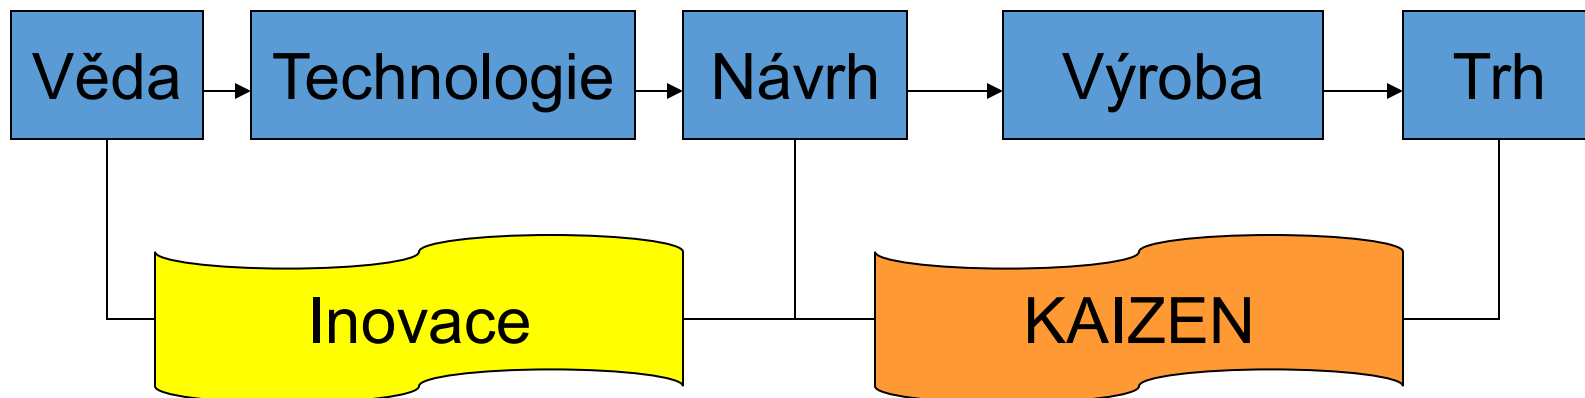 Věda
Technologie
Návrh
Výroba
Trh
Inovace
KAIZEN